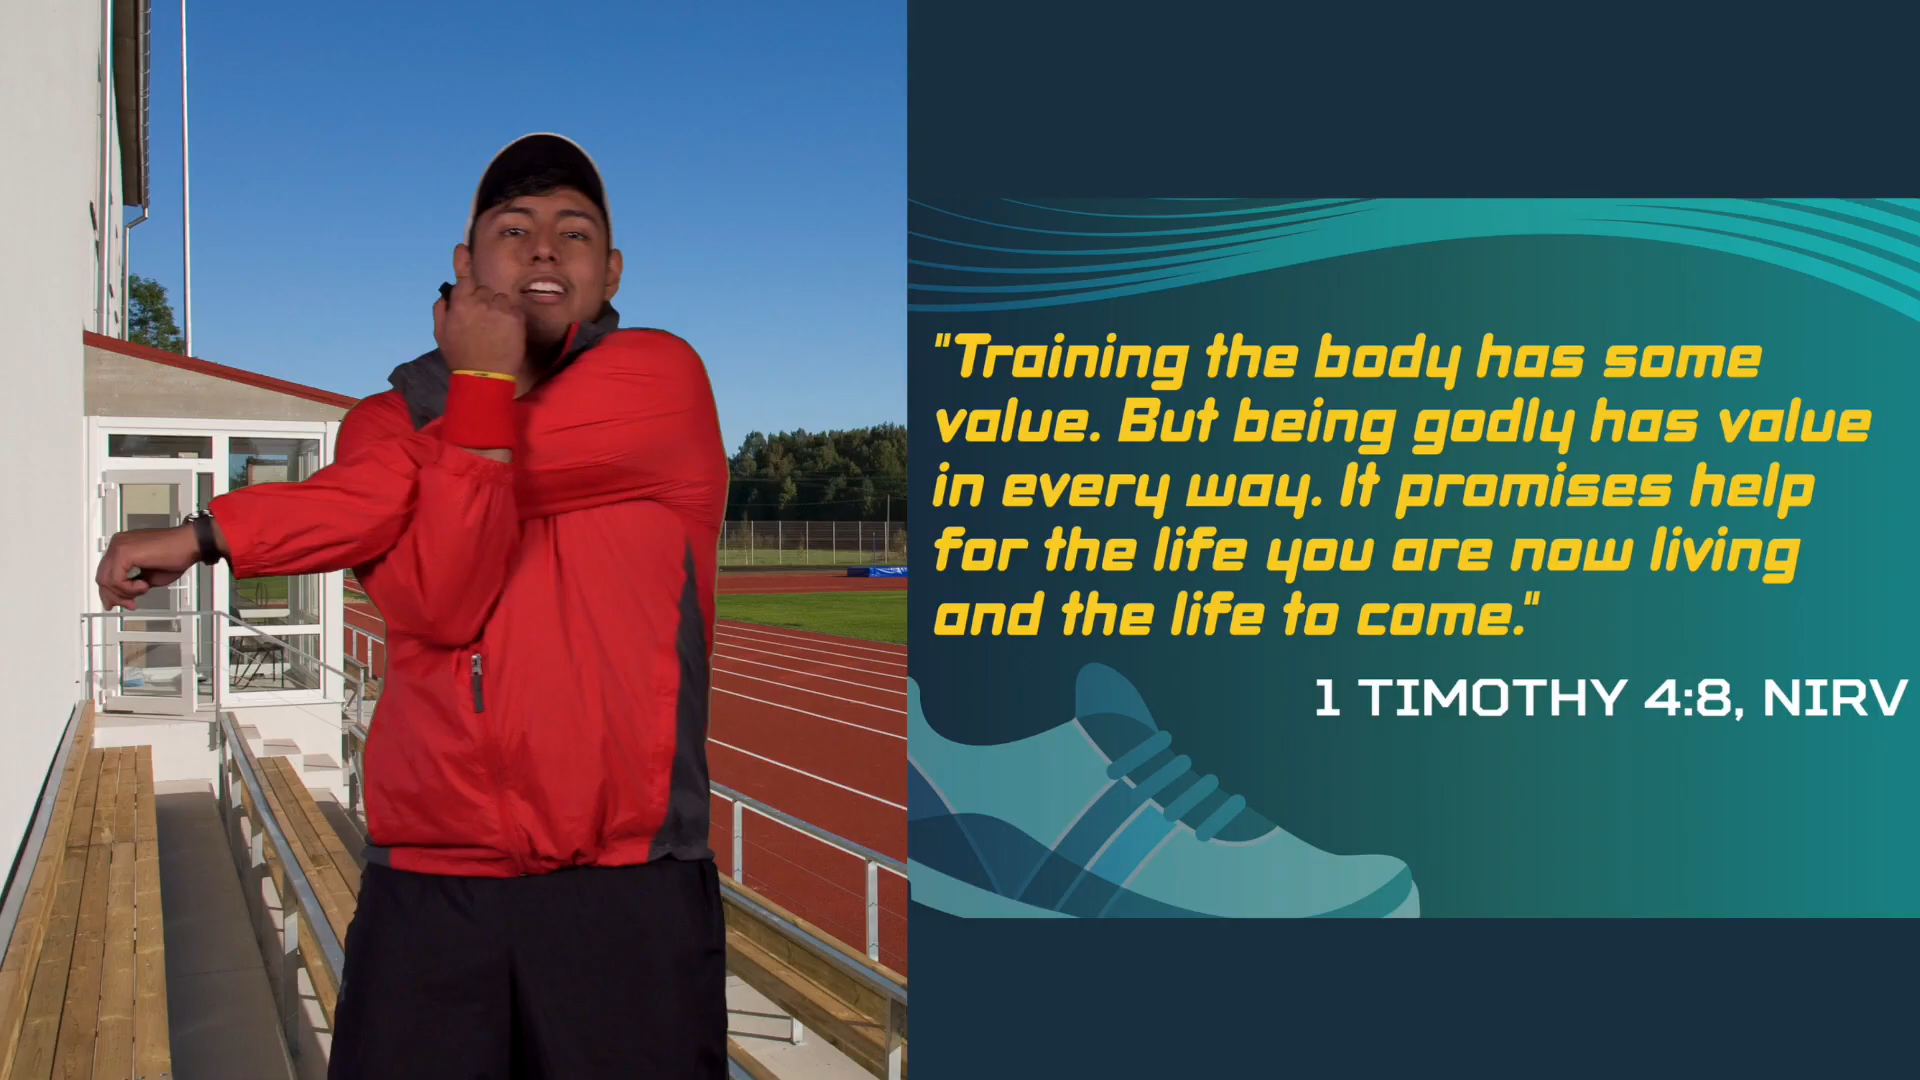 "Training the body has some
value. But being godly has value
in every way. It promises help
for the life you are now living
and the life to come."
1 TIMOTHY 4:8, NIRV